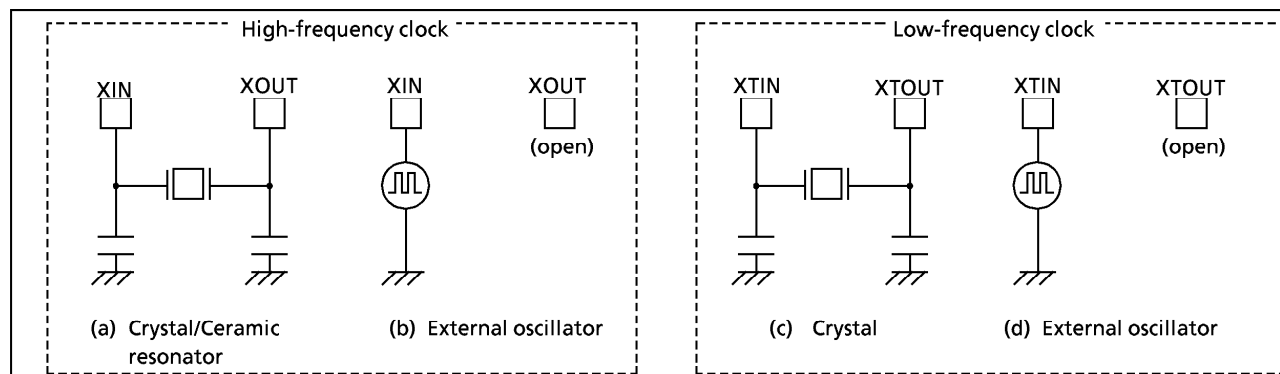 High-frequency clock
Low-frequency clock
XIN
XOUT
XIN
XOUT
XTIN
XTOUT
XTIN
XTOUT
(open)
(open)
(a) Crystal/Ceramic
resonator
(b) External oscillator
(c) Crystal
(d) External oscillator